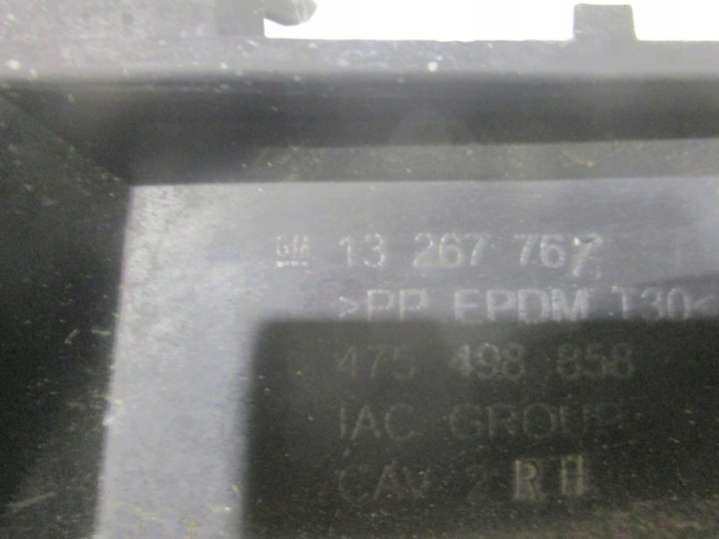 GM 13 267 767
>PP EPDM T30<
475 498 858
IAC GROUP
CAV 2 RH